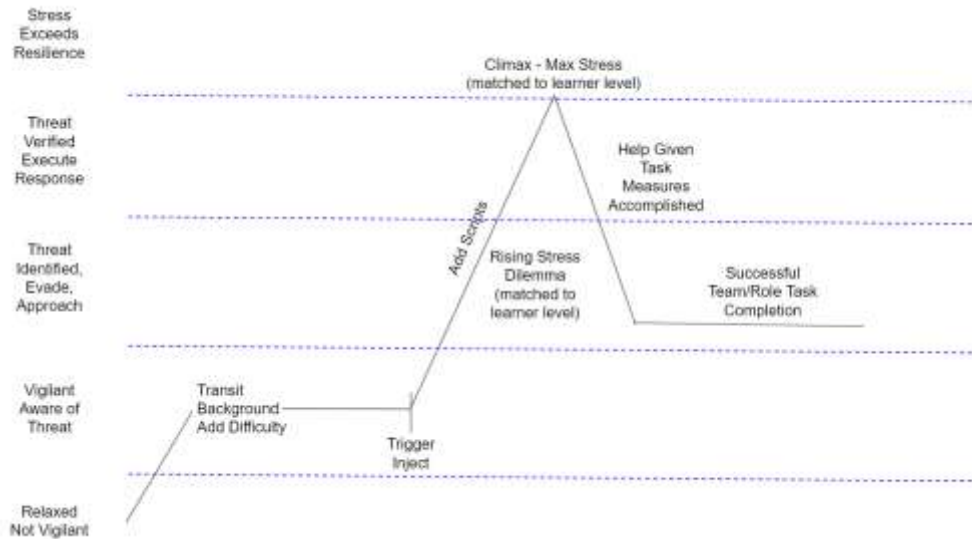 Stress
Exceeds
Resilience
Climax - Max Stress
(matched to learner level)
Threat
Verified
Execute
Response
Help Given
Task
Measures
Accomplished
Add Scripts
Threat
Identified,
Evade,
Approach
Rising Stress
Dilemma
(matched to
learner level)
Successful
Team/Role Task
Completion
Vigilant
Aware of
Threat
Transit
Background
Add Difficulty
Trigger
Inject
Relaxed
Not Vigilant